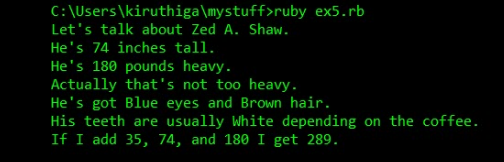 C:\Users\kiruthiga\mystuff>ruby ex5.rb
Let's talk about Zed A. Shaw.
He's 74 inches tall.
He's 180 pounds heavy.
Actually that's not too heavy.
He's got Blue eyes and Brown hair.
His teeth are usually White depending on the coffee.
If I add 35, 74, and 180 I get 289.